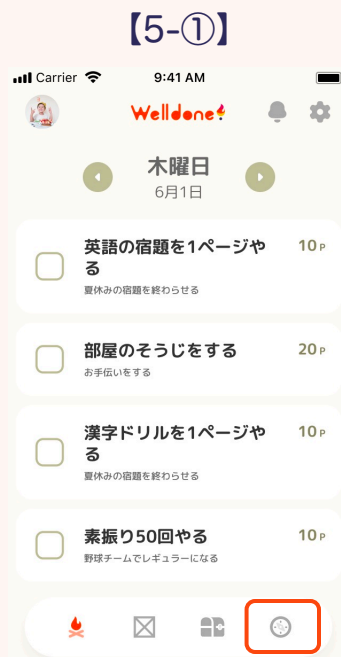 【5-①】
Carrier 9:41 AM
Welldone!
木曜日
6月1日
英語の宿題を1ページや 10 P
る
夏休みの宿題を終わらせる
部屋のそうじをする 20 P
お手伝いをする
漢字ドリルを1ページや 10 P
る
夏休みの宿題を終わらせる
素振り50回やる 10 P
野球チームでレギュラーになる